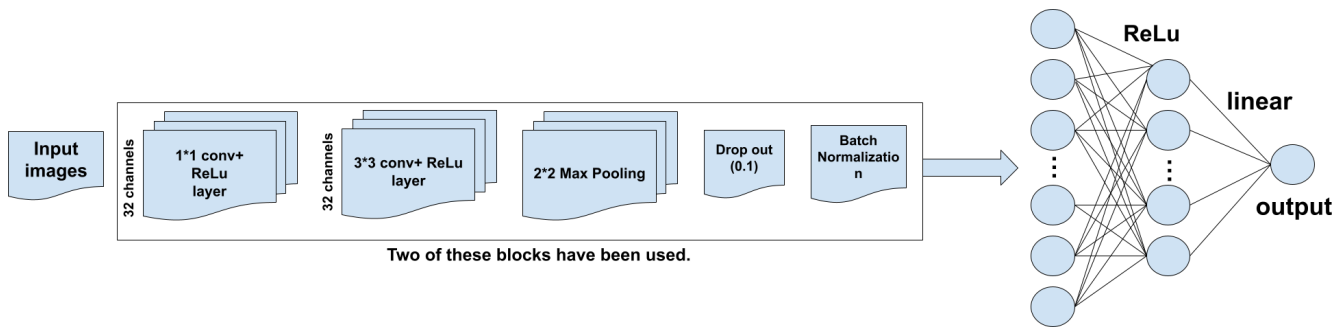 Input
images
32 channels
1*1 conv+
ReLu
layer
32 channels
3*3 conv+ ReLu
layer
2*2 Max Pooling
Drop out
(0.1)
Batch
Normalizatio
n
Two of these blocks have been used.
ReLu
linear
output